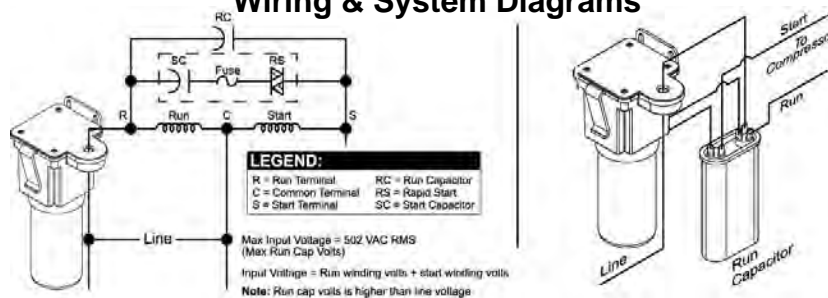 Wiring & System Diagrams
RC
SC
Fuse
RS
R
Run
C
Start
S
LEGEND:
R = Run Terminal RC = Run Capacitor
C = Common Terminal RS = Rapid Start
S = Start Terminal SC = Start Capacitor
Line
Max Input Voltage = 502 VAC RMS
(Max Run Cap Volts)
Input Voltage = Run winding volts + start winding volts
Note: Run cap volts is higher than line voltage
Start
To
Compressor
Run
Line
Run
Capacitor